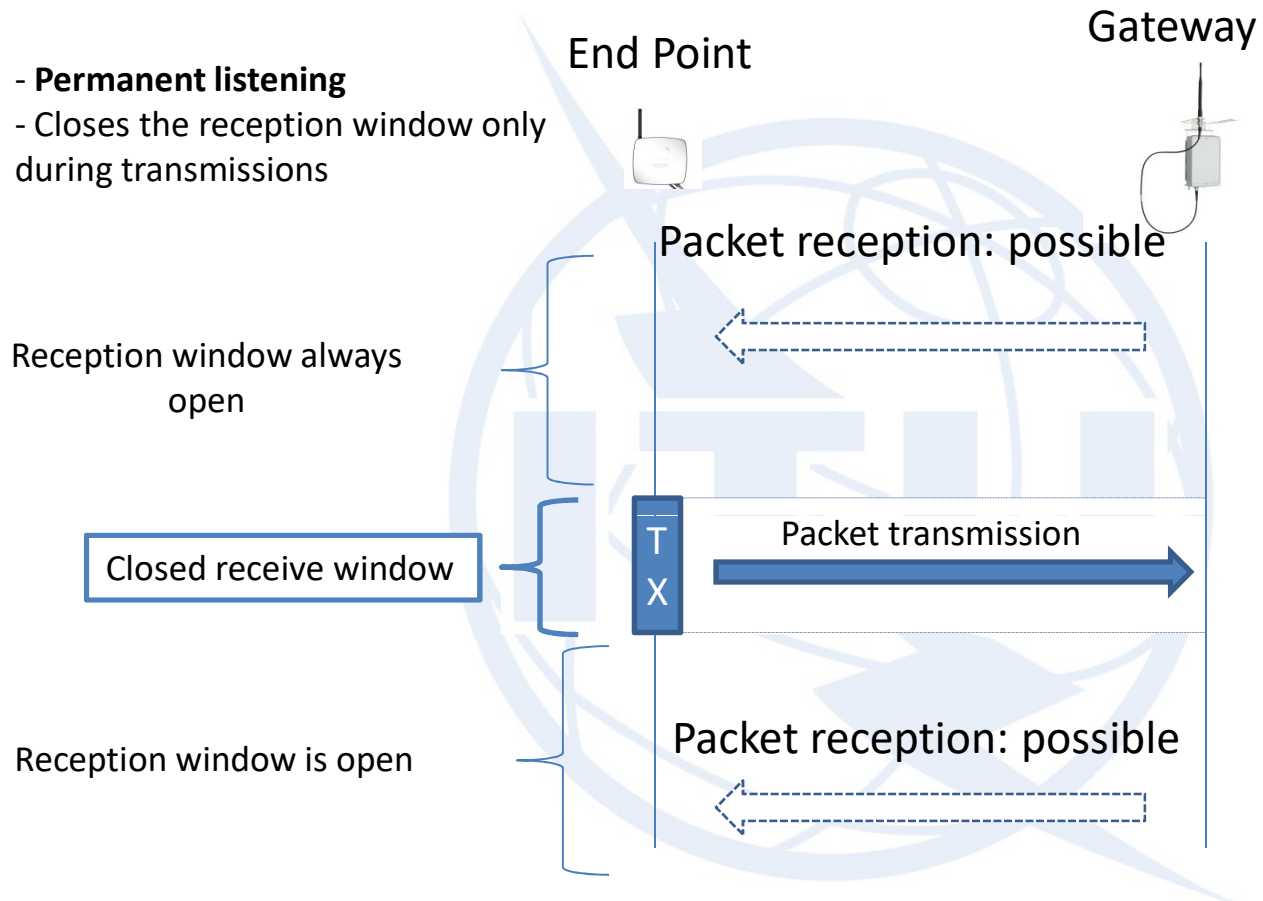 Gateway
End Point
- Permanent listening
- Closes the reception window only
during transmissions
Packet reception: possible
Reception window always
open
T
X
Packet transmission
Closed receive window
Packet reception: possible
Reception window is open
ITU